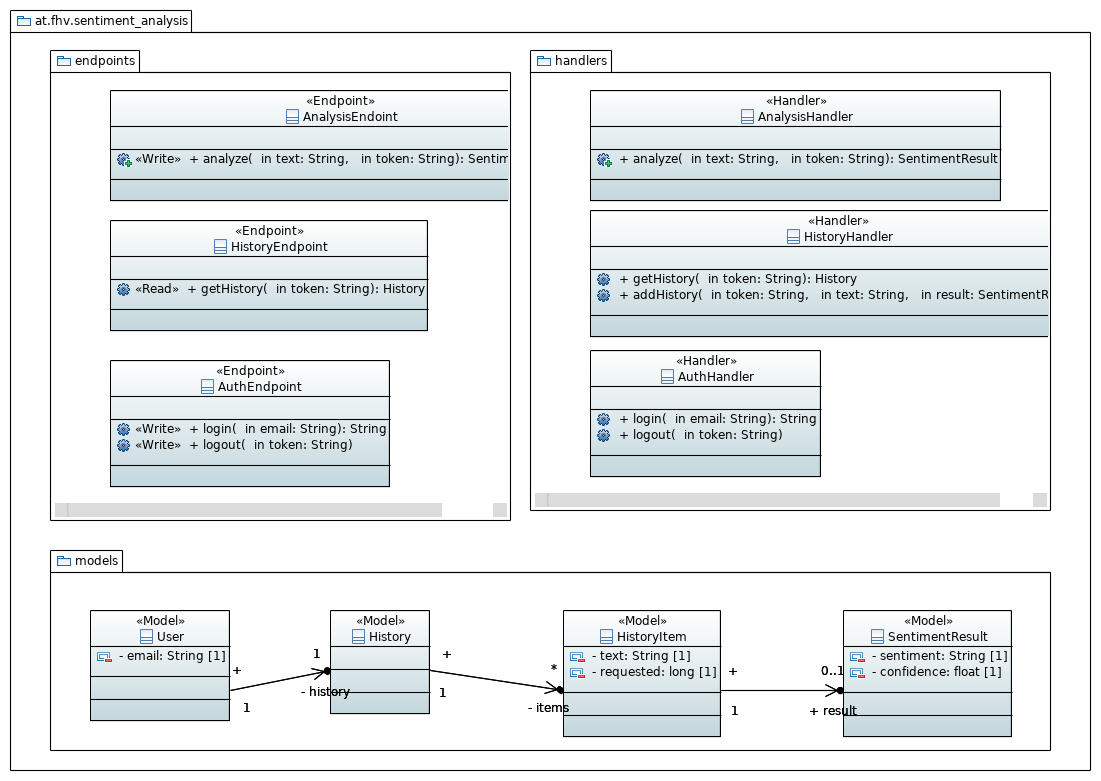 at.fhv.sentiment_analysis
endpoints
«Endpoint»
AnalysisEndoint
«Write» + analyze( in text: String, in token: String): Sentim
«Endpoint»
HistoryEndpoint
«Read» + getHistory( in token: String): History
«Endpoint»
AuthEndpoint
«Write» + login( in email: String): String
«Write» + logout( in token: String)
handlers
«Handler»
AnalysisHandler
+ analyze( in text: String, in token: String): SentimentResult
«Handler»
HistoryHandler
+ getHistory( in token: String): History
+ addHistory( in token: String, in text: String, in result: SentimentR
«Handler»
AuthHandler
+ login( in email: String): String
+ logout( in token: String)
models
«Model»
User
- email: String [1]
+
1
1
- history
«Model»
History
+
1
*
- items
«Model»
HistoryItem
- text: String [1]
- requested: long [1]
+
1
0..1
+ result
«Model»
SentimentResult
- sentiment: String [1]
- confidence: float [1]